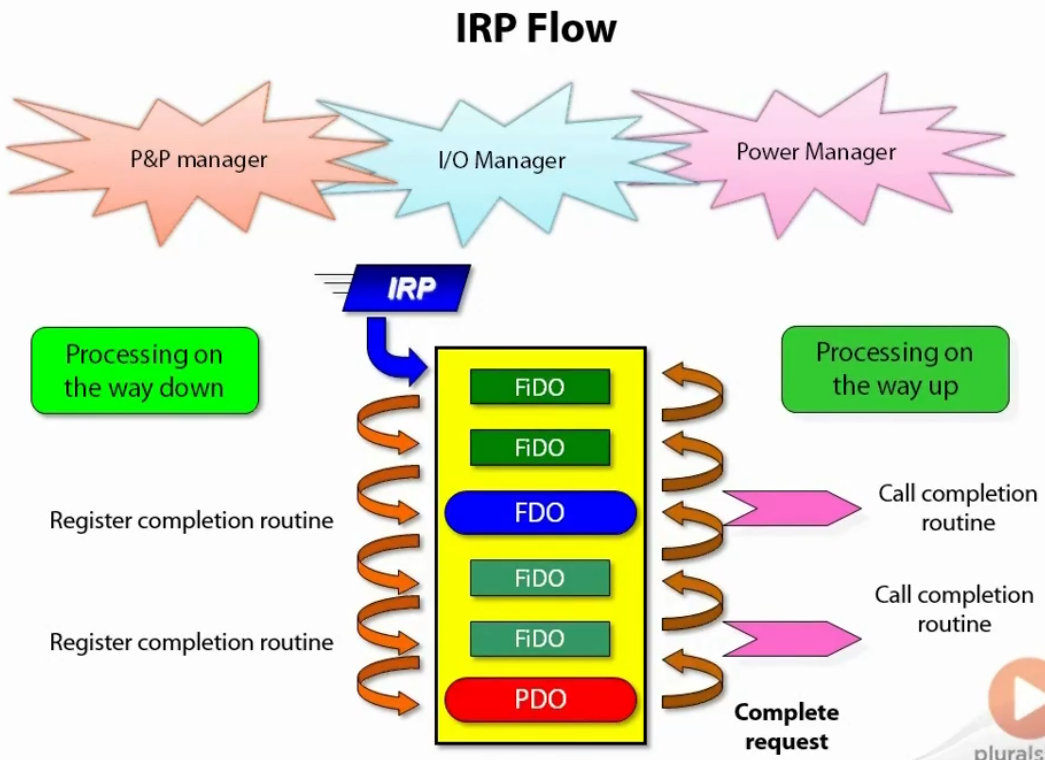 IRP Flow
P&P manager
I/O Manager
Power Manager
IRP
Processing on
the way down
Processing on
the way up
FiDO
FiDO
Register completion routine
FDO
Call completion
routine
FiDO
Register completion routine
FiDO
Call completion
routine
PDO
Complete
request